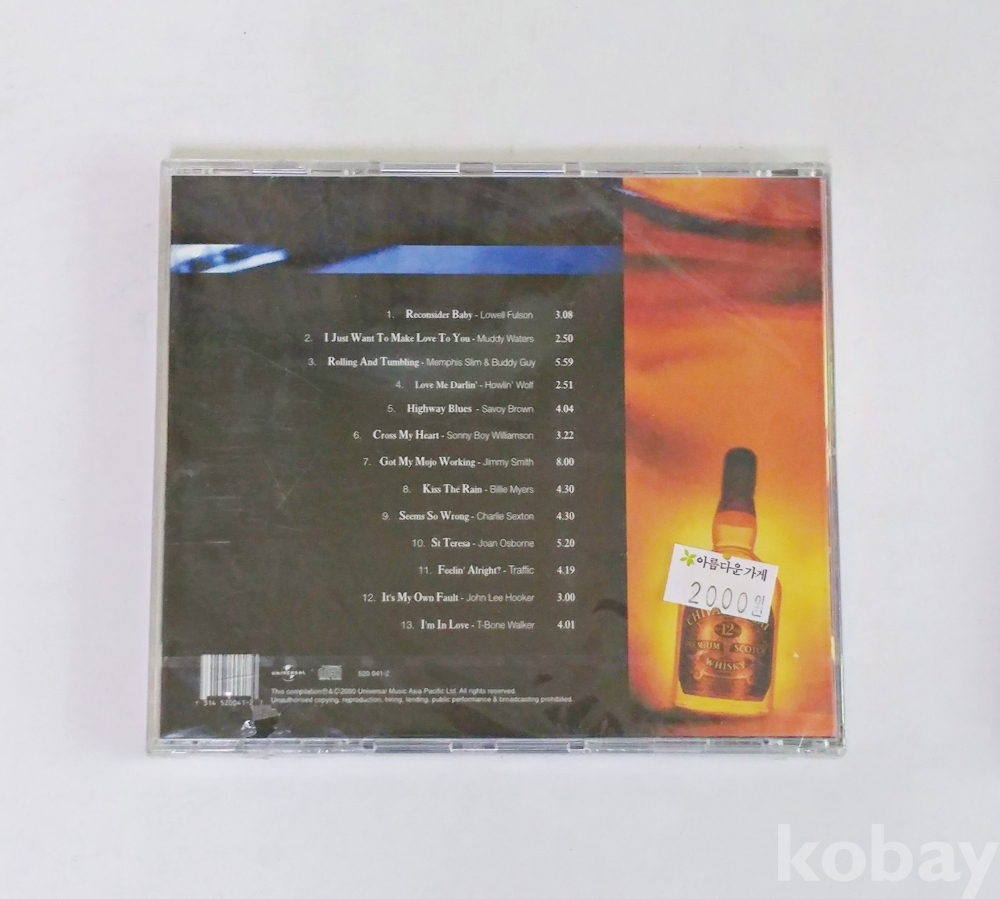 1. Reconsider Baby - Lowell Fulson 3.08
2. I Just Want To Make Love To You - Muddy Waters 2.50
3. Rolling And Tumbling - Memphis Slim & Buddy Guy 5.59
4. Love Me Darlin' - Howlin' Wolf 2.51
5. Highway Blues - Savoy Brown 4.04
6. Cross My Heart - Sonny Boy Williamson 3.22
7. Got My Mojo Working - Jimmy Smith 8.00
8. Kiss The Rain - Billie Myers 4.30
9. Seems So Wrong - Charlie Sexton 4.30
10. St Teresa - Joan Osborne 5.20
11. Feelin' Alright? - Traffic 4.19
12. It's My Own Fault - John Lee Hooker 3.00
13. I'm In Love - T-Bone Walker 4.01
아름다운가게
2000원
12
PREMIUM SCOTCH
WHISKY
UNIVERSAL
520 041-2
This compilation ℗&©2000 Universal Music Asia Pacific Ltd. All rights reserved.
Unauthorised copying, reproduction, hiring, lending, public performance & broadcasting prohibited.
kobay